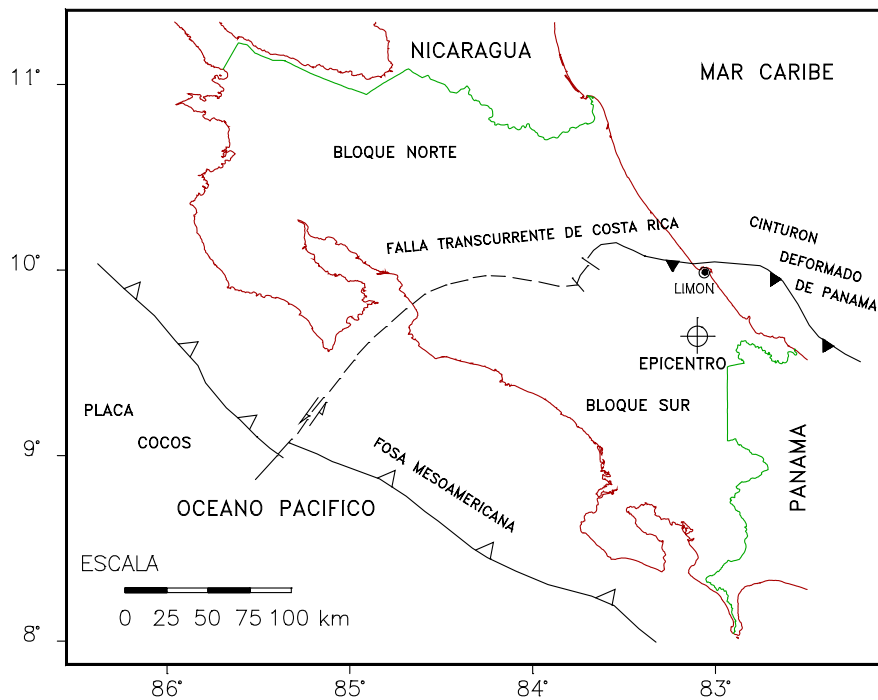 NICARAGUA
11°
MAR CARIBE
BLOQUE NORTE
FALLA TRANSCURRENTE DE COSTA RICA
CINTURON
DEFORMADO
DE PANAMA
10°
LIMON
EPICENTRO
PLACA
COCOS
BLOQUE SUR
PANAMA
9°
FOSA MESOAMERICANA
OCEANO PACIFICO
ESCALA
0 25 50 75 100 km
8°
86° 85° 84° 83°